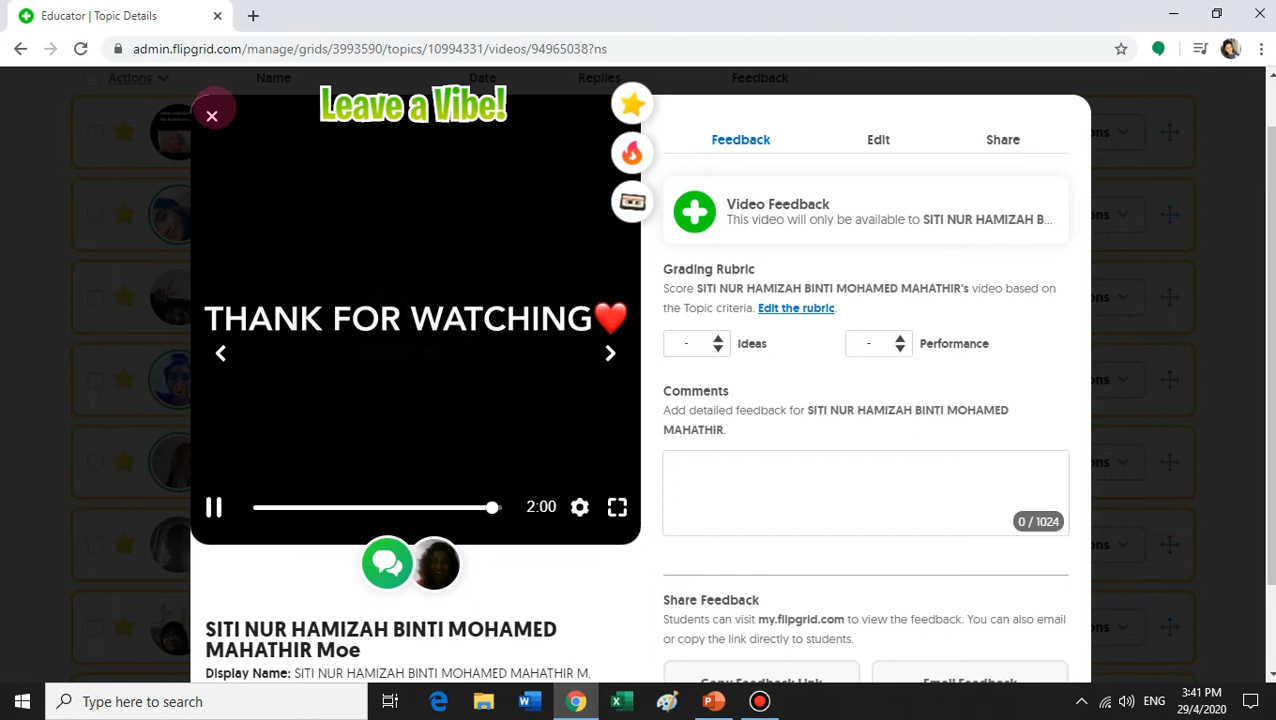 Educator | Topic Details
admin.flipgrid.com/manage/grids/3993590/topics/10994331/videos/94965038?ns
Actions Name Date Replies Feedback
Leave a Vibe!
Feedback Edit Share
Video Feedback
This video will only be available to SITI NUR HAMIZAH B...
Grading Rubric
Score SITI NUR HAMIZAH BINTI MOHAMED MAHATHIR's video based on
the Topic criteria. Edit the rubric.
- Ideas - Performance
THANK FOR WATCHING❤️
Comments
Add detailed feedback for SITI NUR HAMIZAH BINTI MOHAMED
MAHATHIR.
0 / 1024
2:00
Share Feedback
Students can visit my.flipgrid.com to view the feedback. You can also email
or copy the link directly to students.
Copy Feedback Link Email Feedback
SITI NUR HAMIZAH BINTI MOHAMED
MAHATHIR Moe
Display Name: SITI NUR HAMIZAH BINTI MOHAMED MAHATHIR M.
Type here to search
ENG
3:41 PM
29/4/2020